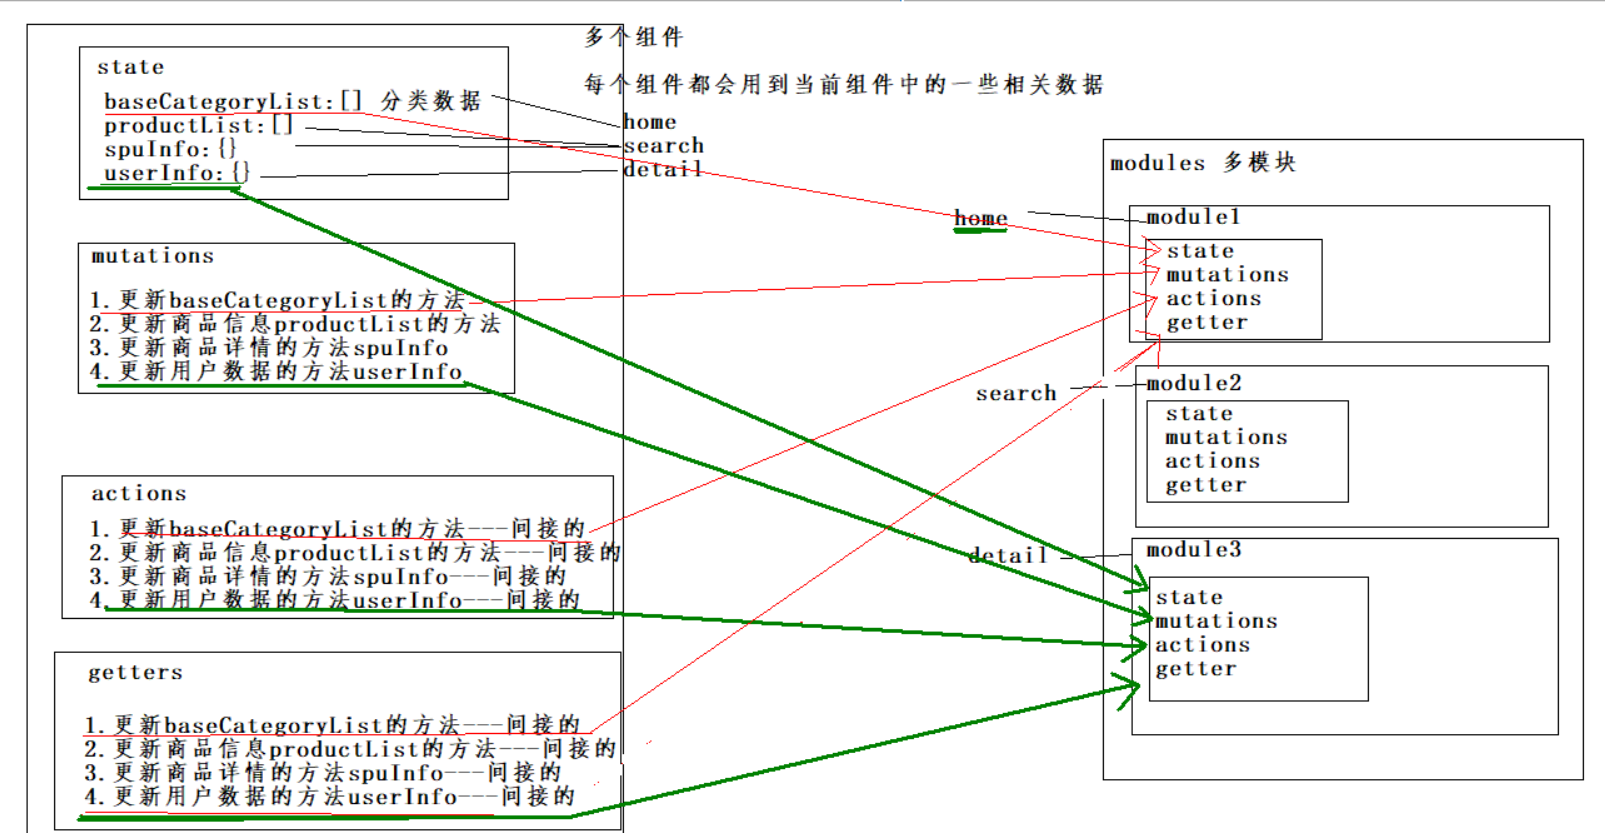 多个组件
每个组件都会用到当前组件中的一些相关数据
state
baseCategoryList:[] 分类数据
productList:[]
spuInfo:{}
userInfo:{}
home
search
detail
mutations
1.更新baseCategoryList的方法
2.更新商品信息productList的方法
3.更新商品详情的方法spuInfo
4.更新用户数据的方法userInfo
actions
1.更新baseCategoryList的方法---间接的
2.更新商品信息productList的方法---间接的
3.更新商品详情的方法spuInfo---间接的
4.更新用户数据的方法userInfo---间接的
getters
1.更新baseCategoryList的方法---间接的
2.更新商品信息productList的方法---间接的
3.更新商品详情的方法spuInfo---间接的
4.更新用户数据的方法userInfo---间接的
modules 多模块
home
module1
state
mutations
actions
getter
search
module2
state
mutations
actions
getter
detail
module3
state
mutations
actions
getter